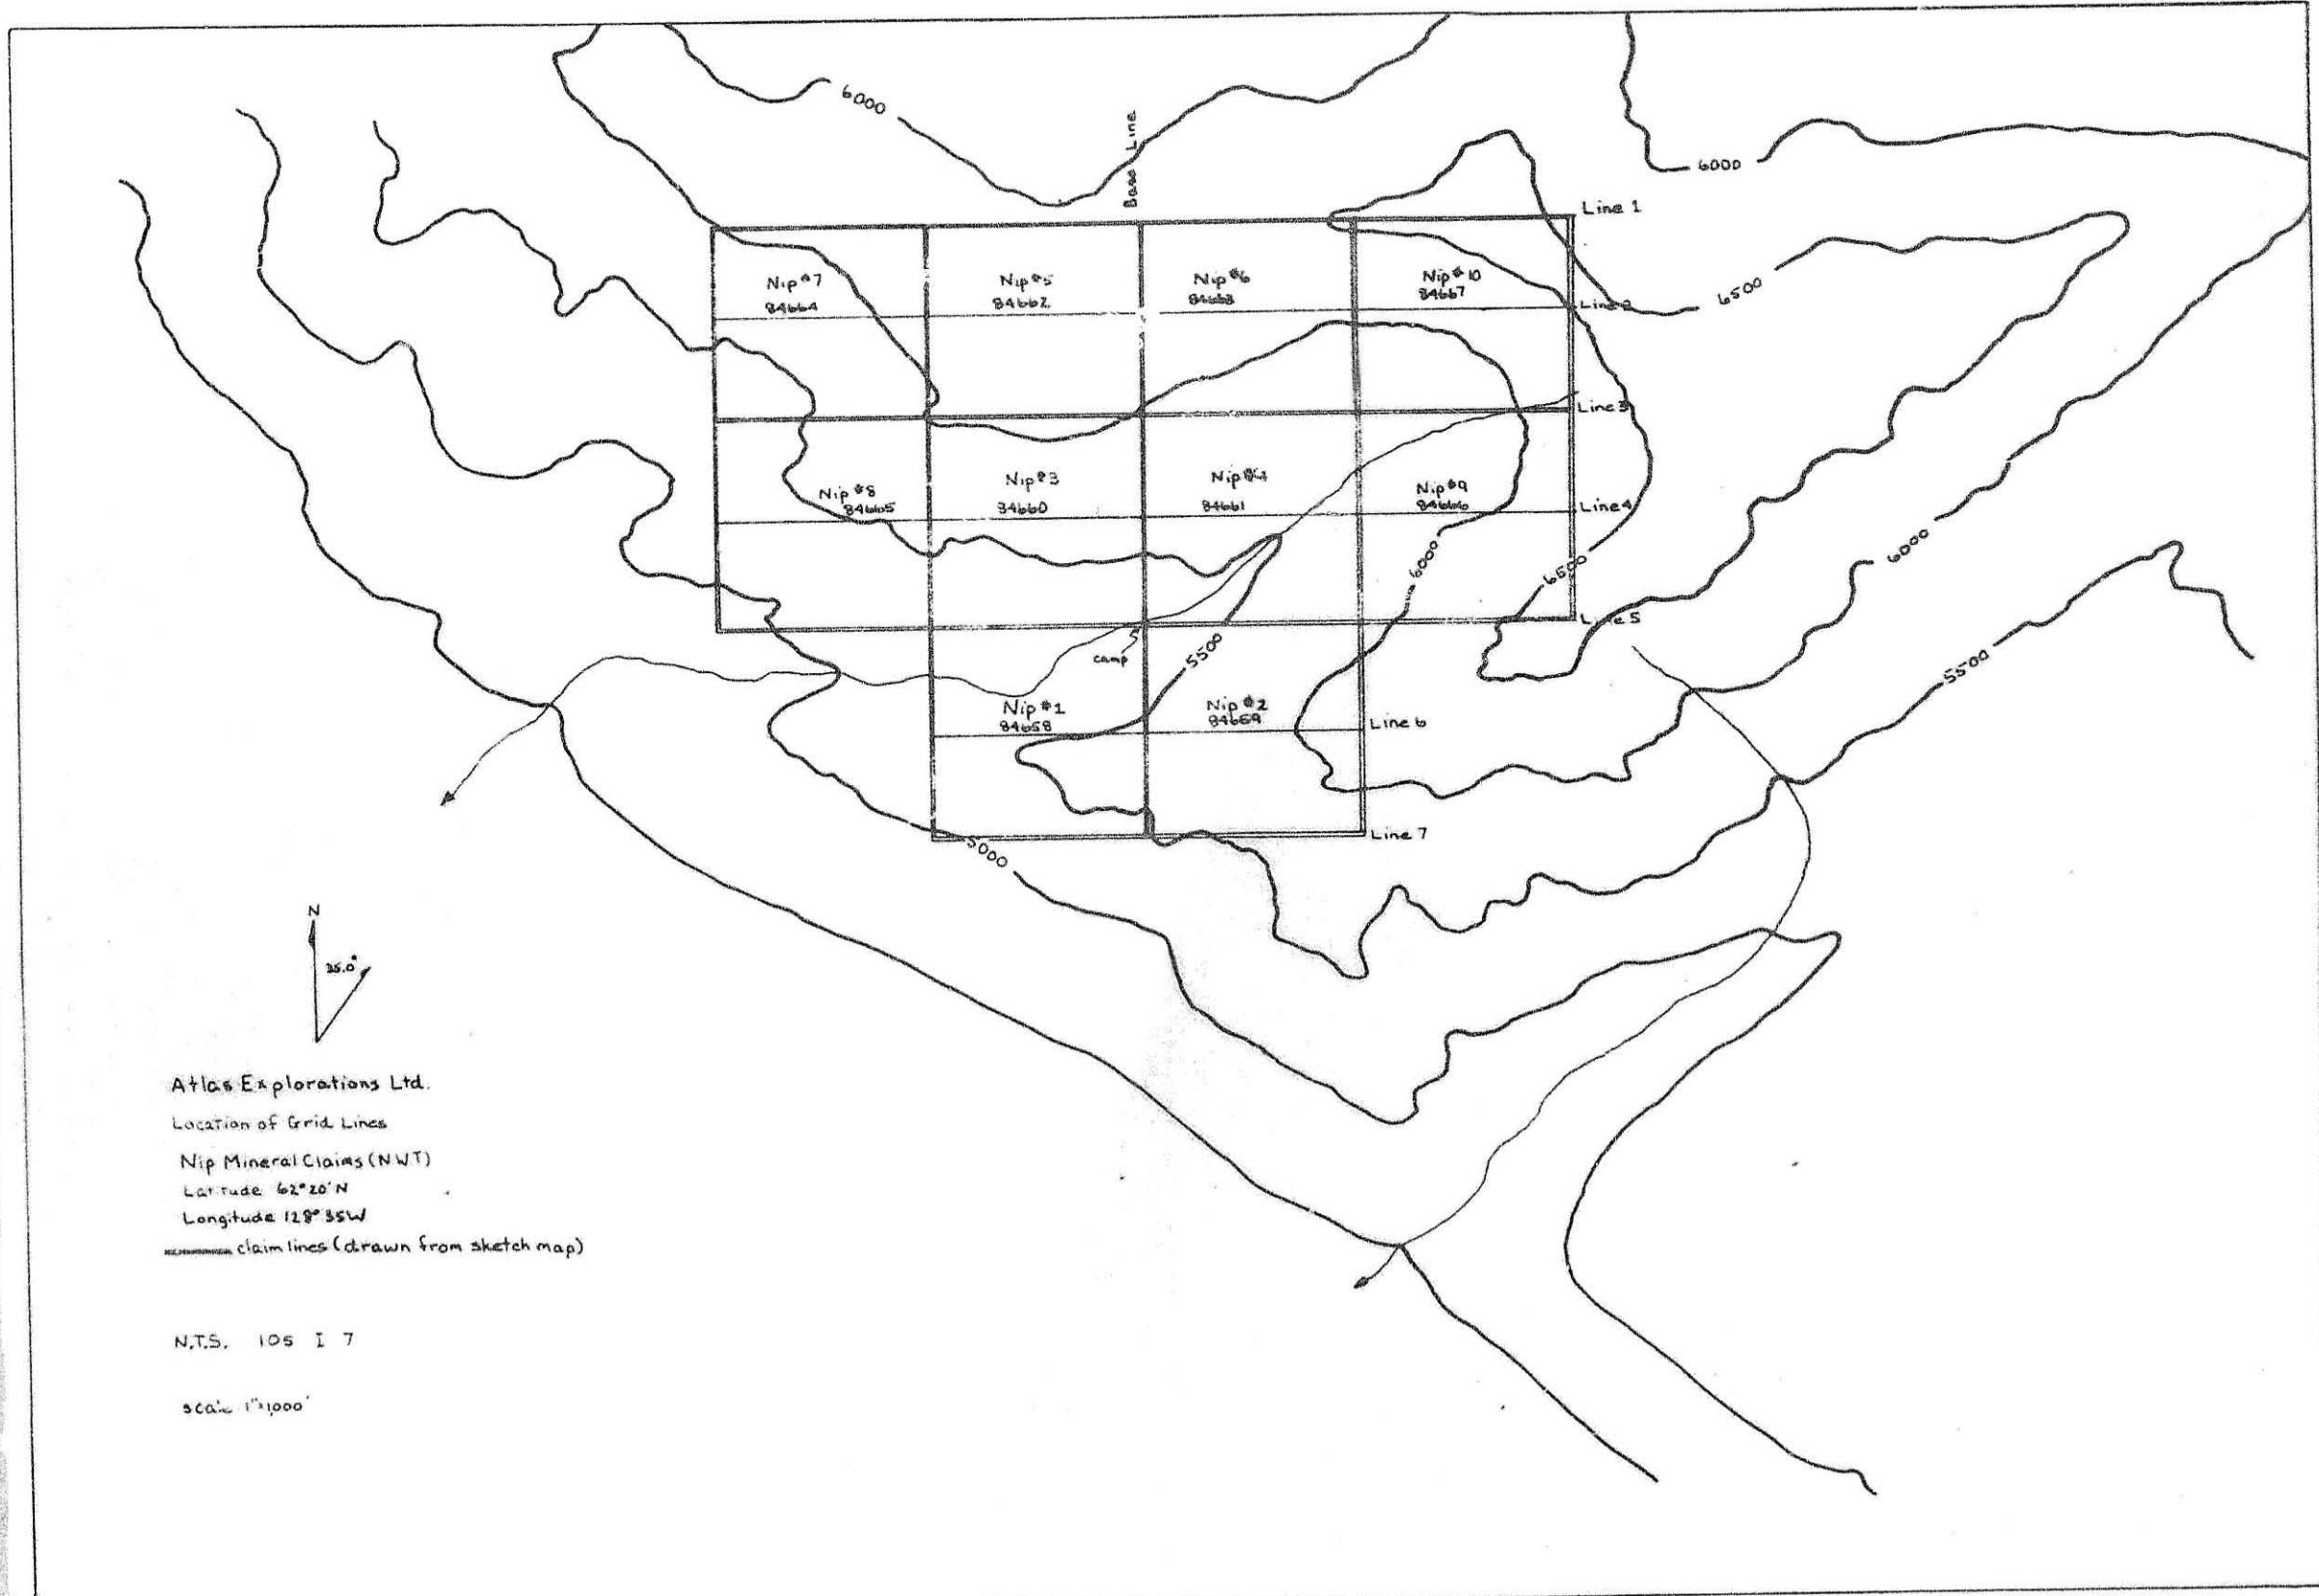 6000
Base Line
6000
Line 1
6500
Nip #7
84664
Nip #5
84662
Nip #6
84663
Nip #10
84667
Line 2
Line 3
Nip #8
84665
Nip #3
84660
Nip #4
84661
Nip #9
84666
Line 4
6000
6500
6000
Line 5
camp
5500
5500
Nip #1
84658
Nip #2
84659
Line 6
Line 7
5000
N
35.0°
Atlas Explorations Ltd.
Location of Grid Lines
Nip Mineral Claims (NWT)
Latitude 62° 20' N
Longitude 128° 35W
claim lines (drawn from sketch map)
N.T.S. 105 I 7
scale 1"=1,000'